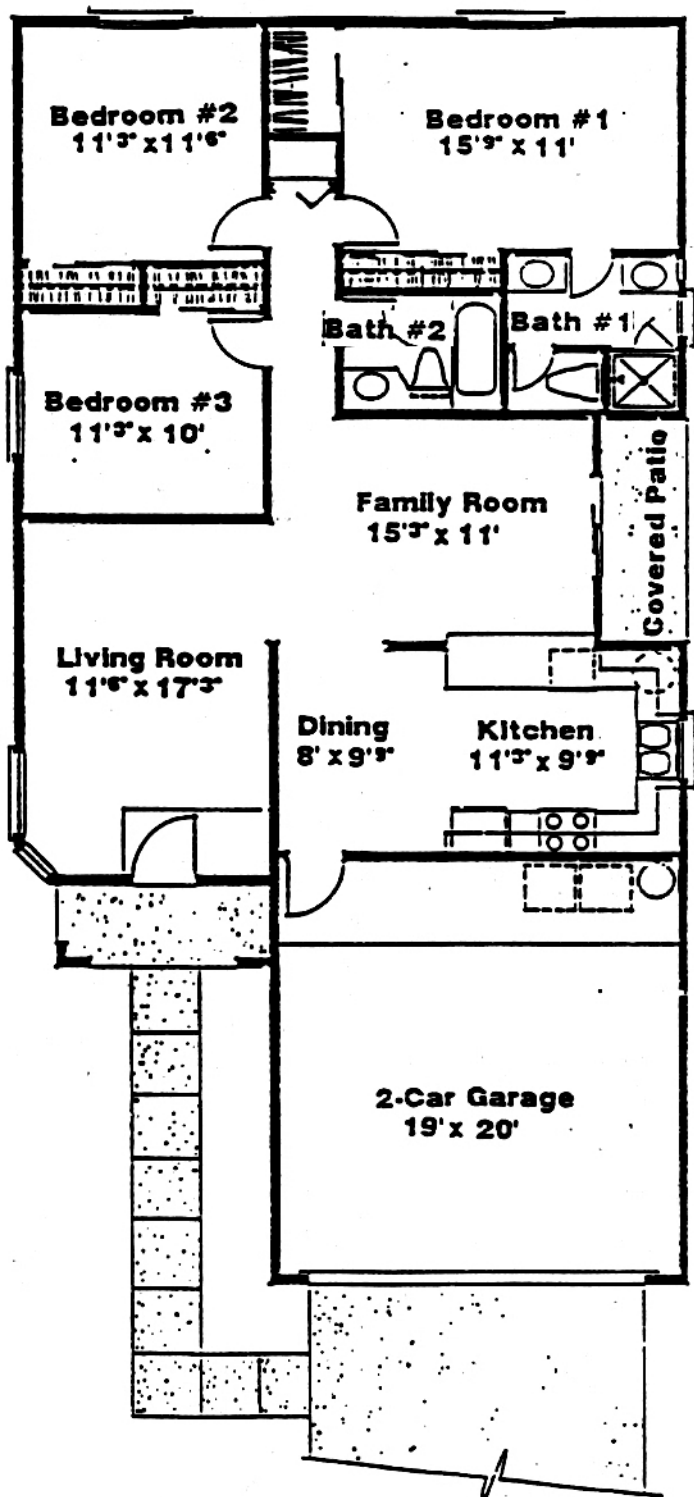 Bedroom #2
11'3" x 11'6"
Bedroom #1
15'9" x 11'
Bath #2
Bath #1
Bedroom #3
11'3" x 10'
Family Room
15'3" x 11'
Covered Patio
Living Room
11'6" x 17'3"
Dining
8' x 9'9"
Kitchen
11'3" x 9'9"
2-Car Garage
19' x 20'